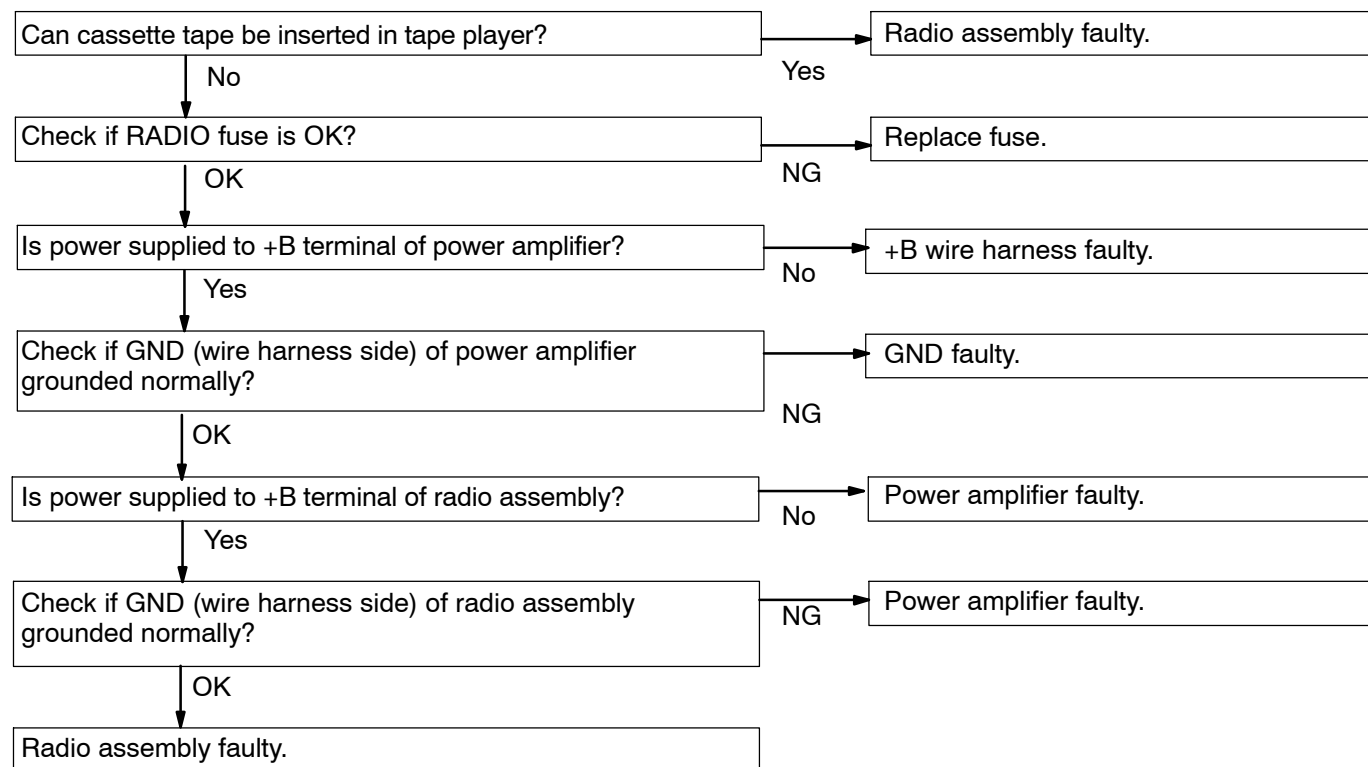 Can cassette tape be inserted in tape player?
Radio assembly faulty.
Yes
No
Check if RADIO fuse is OK?
Replace fuse.
NG
OK
Is power supplied to +B terminal of power amplifier?
+B wire harness faulty.
No
Yes
Check if GND (wire harness side) of power amplifier
grounded normally?
GND faulty.
NG
OK
Is power supplied to +B terminal of radio assembly?
Power amplifier faulty.
No
Yes
Check if GND (wire harness side) of radio assembly
grounded normally?
Power amplifier faulty.
NG
OK
Radio assembly faulty.